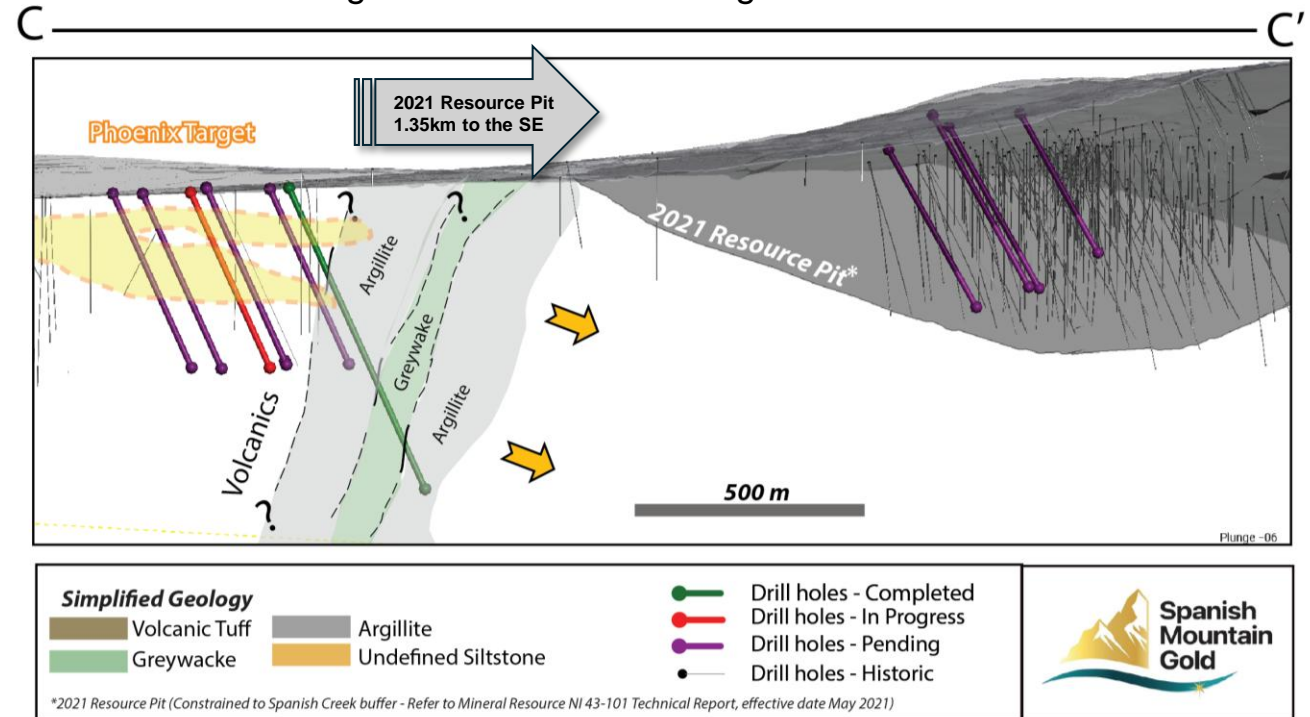 C
C'
2021 Resource Pit
1.35km to the SE
Phoenix Target
?
?
Argillite
2021 Resource Pit*
Greywake
Argillite
Volcanics
?
500 m
Plunge -06
Simplified Geology
Volcanic Tuff
Argillite
Greywacke
Undefined Siltstone
Drill holes - Completed
Drill holes - In Progress
Drill holes - Pending
Drill holes - Historic
*2021 Resource Pit (Constrained to Spanish Creek buffer - Refer to Mineral Resource NI 43-101 Technical Report, effective date May 2021)
Spanish
Mountain
Gold